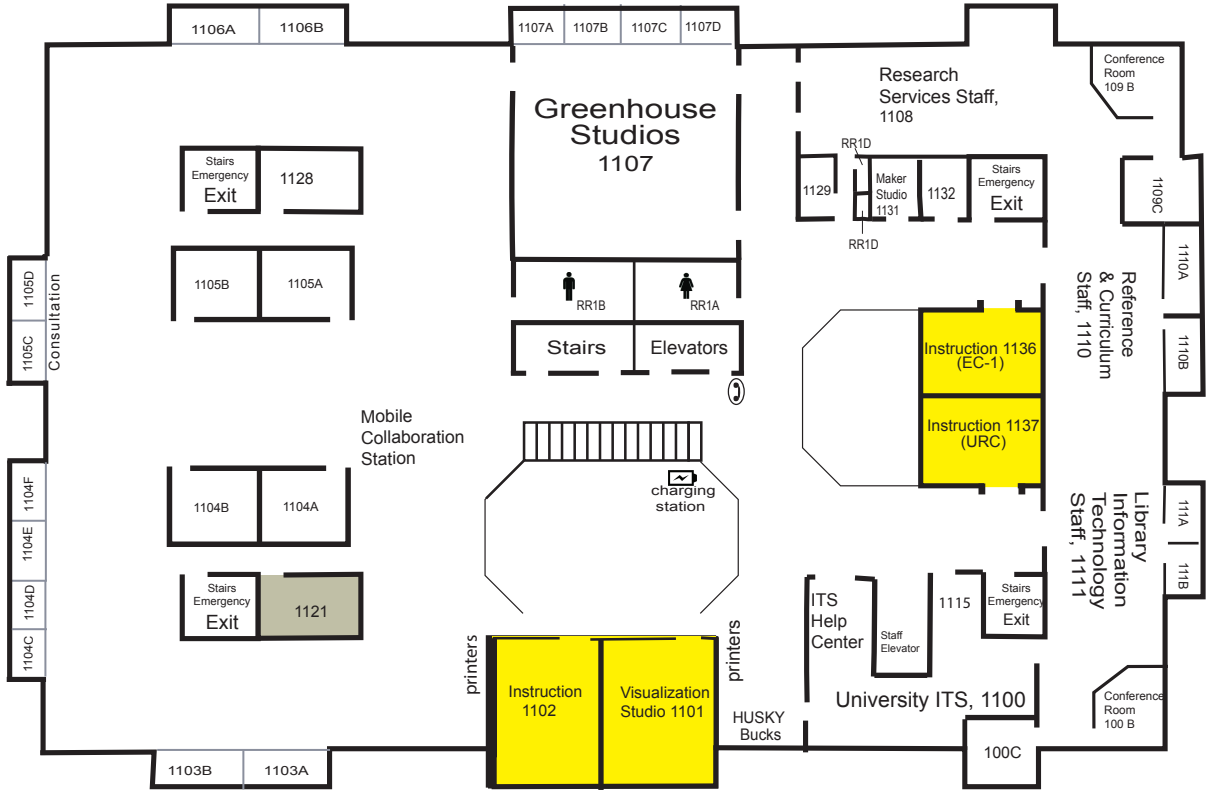 1106A
1106B
1107A
1107B
1107C
1107D
Greenhouse
Studios
1107
Research
Services Staff,
1108
Conference
Room
109 B
Stairs
Emergency
Exit
1128
RR1D
1129
Maker
Studio
1131
1132
Stairs
Emergency
Exit
RR1D
1109C
1105B
1105A
1105D
1105C
Consultation
RR1B
RR1A
Stairs
Elevators
1110A
1110B
Reference
& Curriculum
Staff, 1110
Instruction 1136
(EC-1)
Instruction 1137
(URC)
Mobile
Collaboration
Station
charging
station
1104F
1104E
1104D
1104C
1104B
1104A
Stairs
Emergency
Exit
1121
Library
Information
Technology
Staff, 1111
111A
111B
ITS
Help
Center
Staff
Elevator
1115
Stairs
Emergency
Exit
printers
printers
Instruction
1102
Visualization
Studio 1101
University ITS, 1100
HUSKY
Bucks
Conference
Room
100 B
100C
1103B
1103A